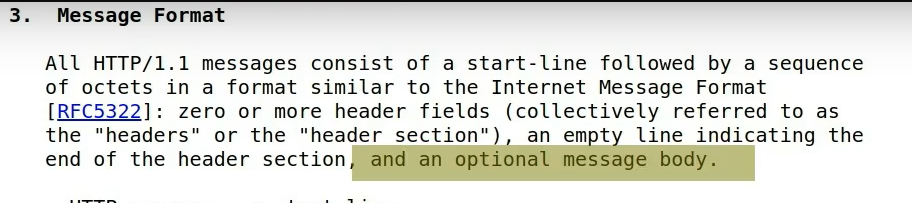 3. Message Format
All HTTP/1.1 messages consist of a start-line followed by a sequence
of octets in a format similar to the Internet Message Format
[RFC5322]: zero or more header fields (collectively referred to as
the "headers" or the "header section"), an empty line indicating the
end of the header section, and an optional message body.